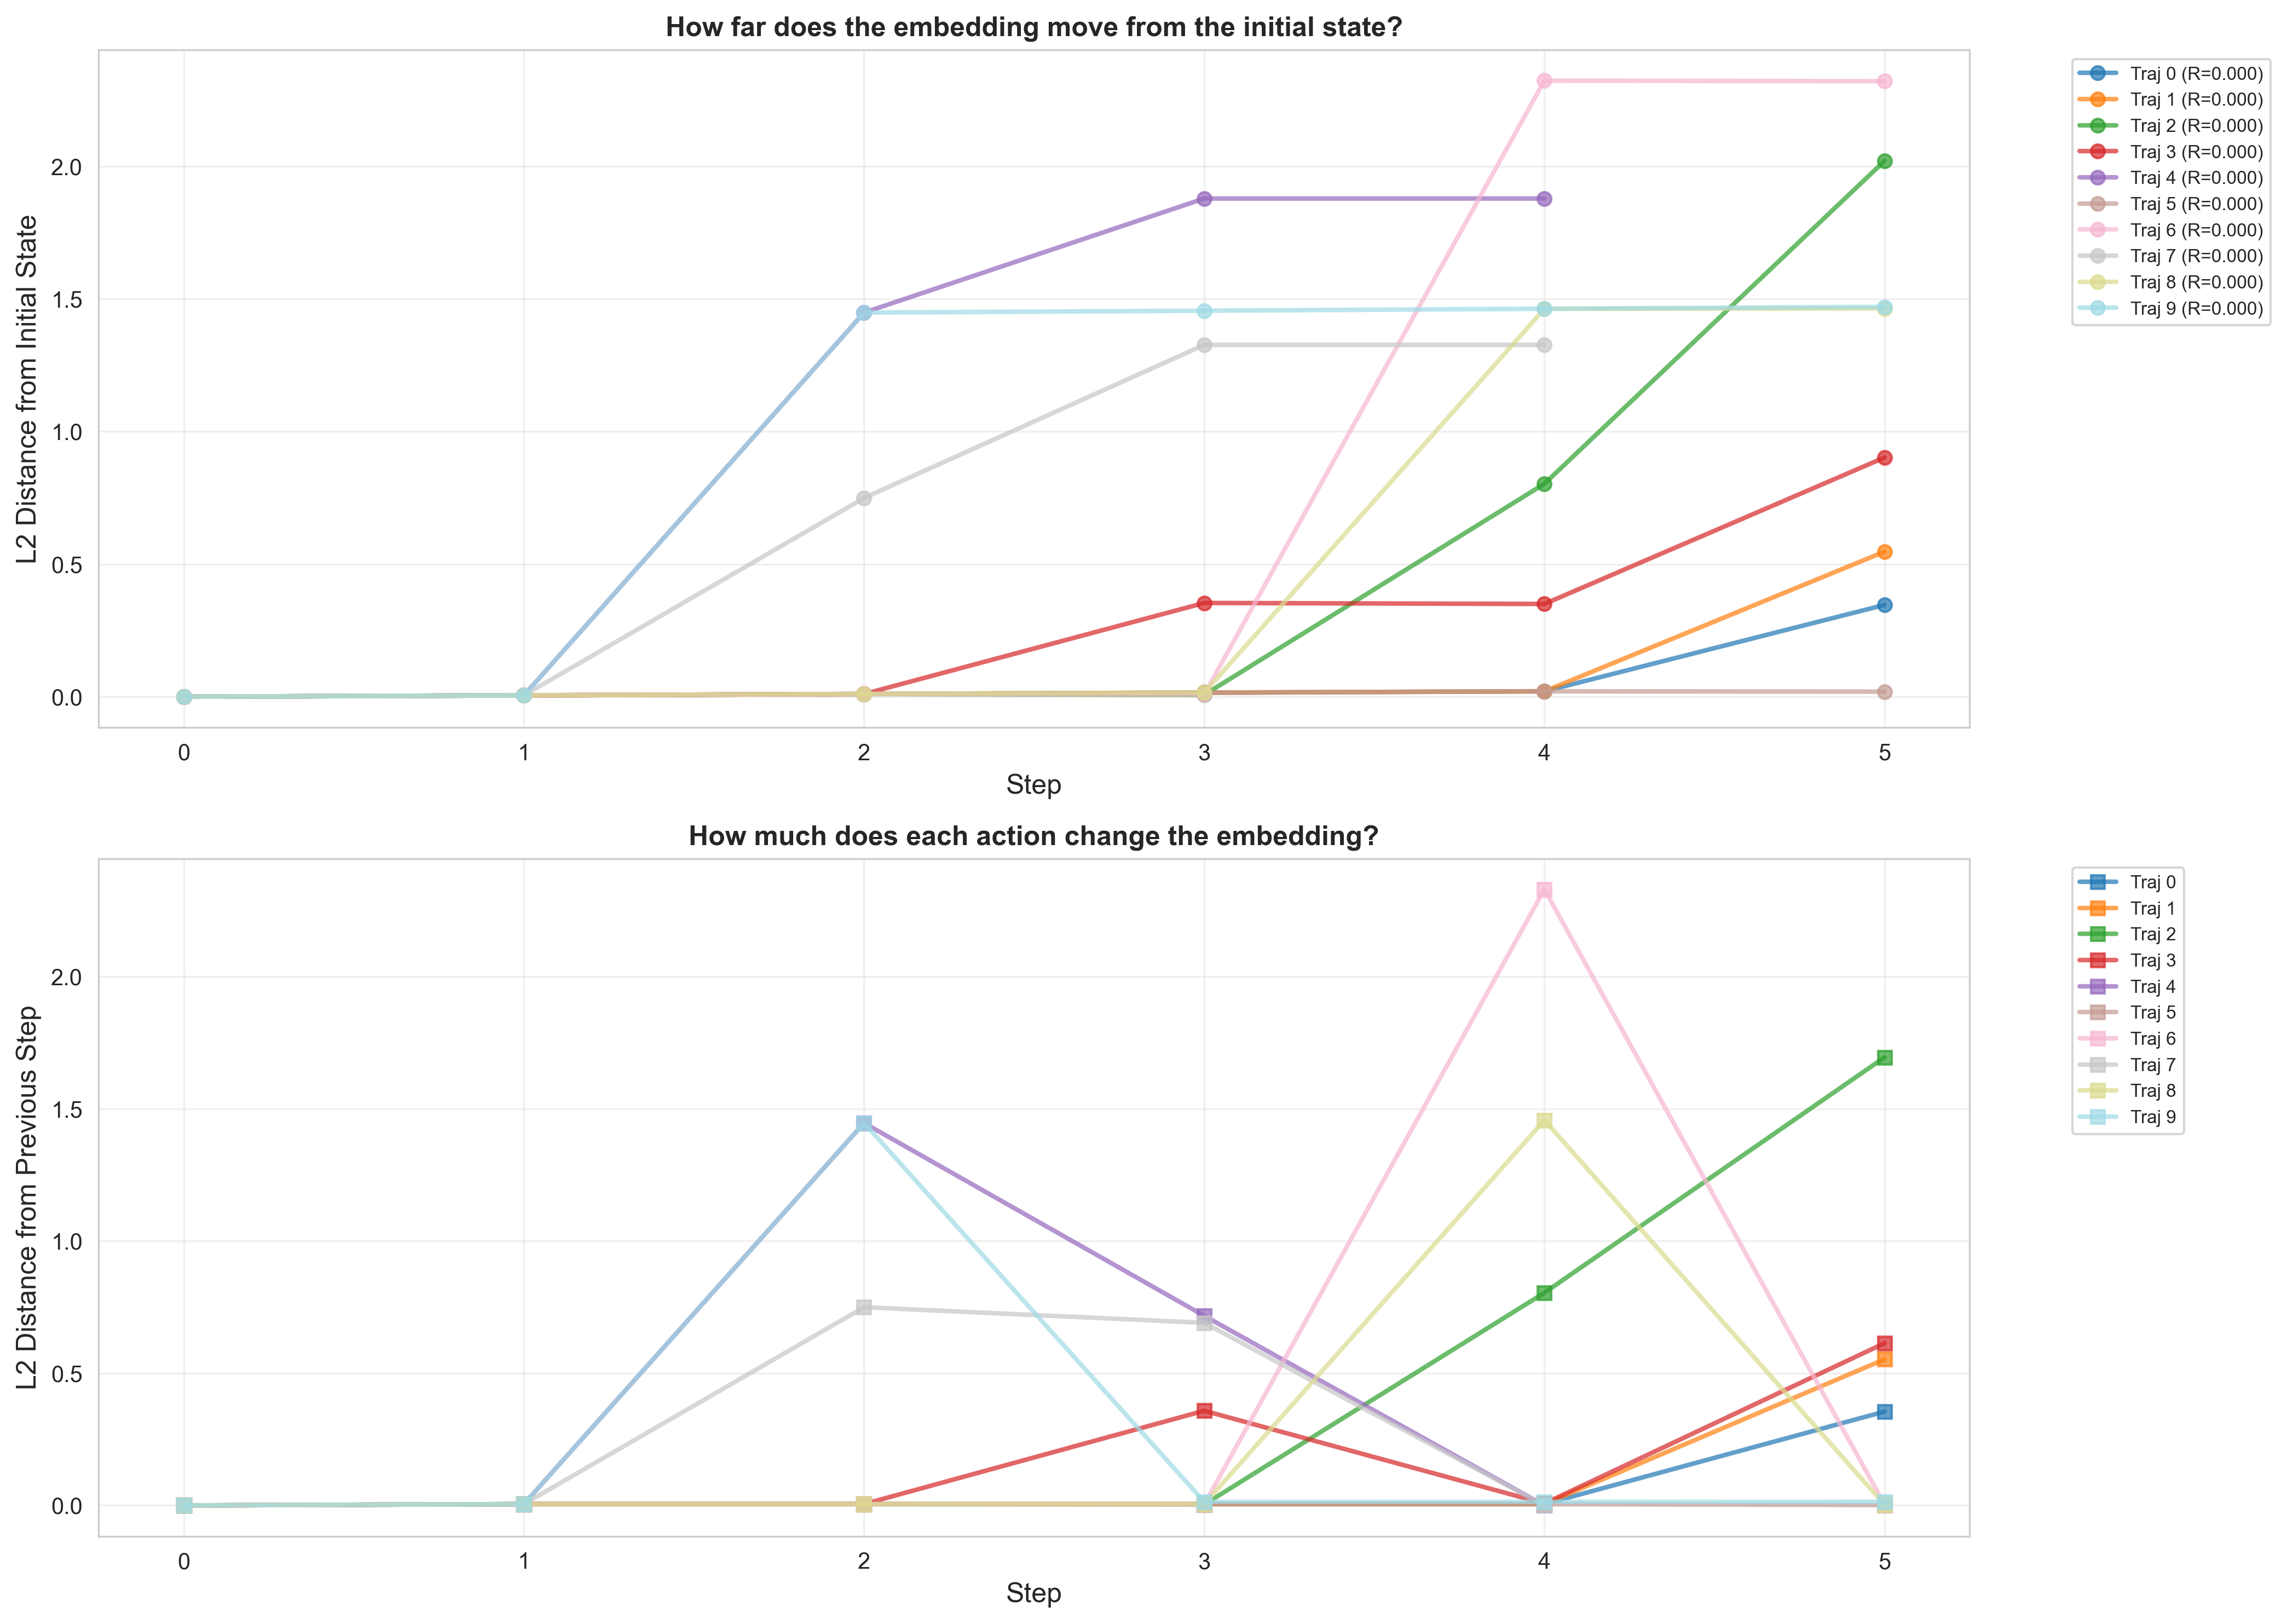 How far does the embedding move from the initial state?
L2 Distance from Initial State
2.0
1.5
1.0
0.5
0.0
0 1 2 3 4 5
Step
Traj 0 (R=0.000)
Traj 1 (R=0.000)
Traj 2 (R=0.000)
Traj 3 (R=0.000)
Traj 4 (R=0.000)
Traj 5 (R=0.000)
Traj 6 (R=0.000)
Traj 7 (R=0.000)
Traj 8 (R=0.000)
Traj 9 (R=0.000)
How much does each action change the embedding?
L2 Distance from Previous Step
2.0
1.5
1.0
0.5
0.0
0 1 2 3 4 5
Step
Traj 0
Traj 1
Traj 2
Traj 3
Traj 4
Traj 5
Traj 6
Traj 7
Traj 8
Traj 9